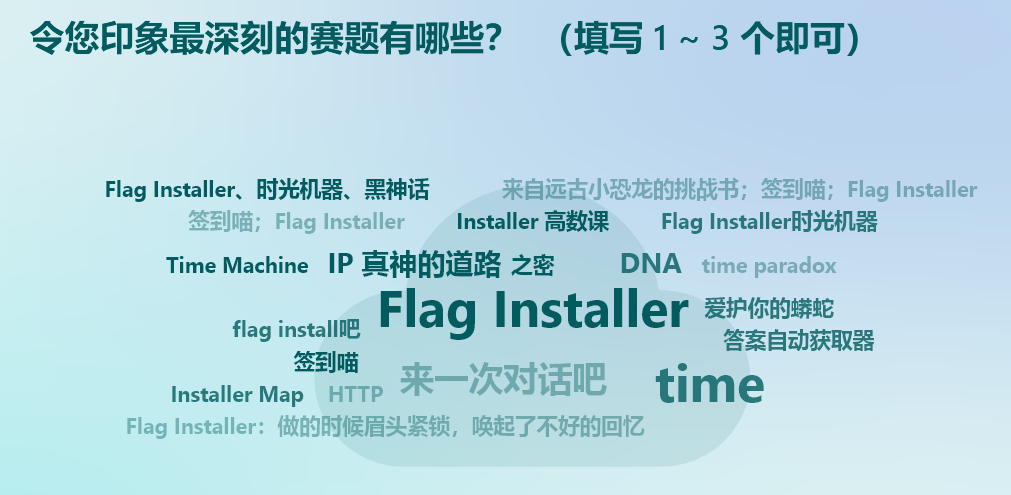 令您印象最深刻的赛题有哪些？ （填写 1 ~ 3 个即可）
Flag Installer、时光机器、黑神话 来自远古小恐龙的挑战书；签到喵；Flag Installer
签到喵；Flag Installer Installer 高数课 Flag Installer时光机器
Time Machine IP 真神的道路 之密 DNA time paradox
Flag Installer 爱护你的蟒蛇
flag install吧 答案自动获取器
签到喵 来一次对话吧 time
Installer Map HTTP
Flag Installer：做的时候眉头紧锁，唤起了不好的回忆